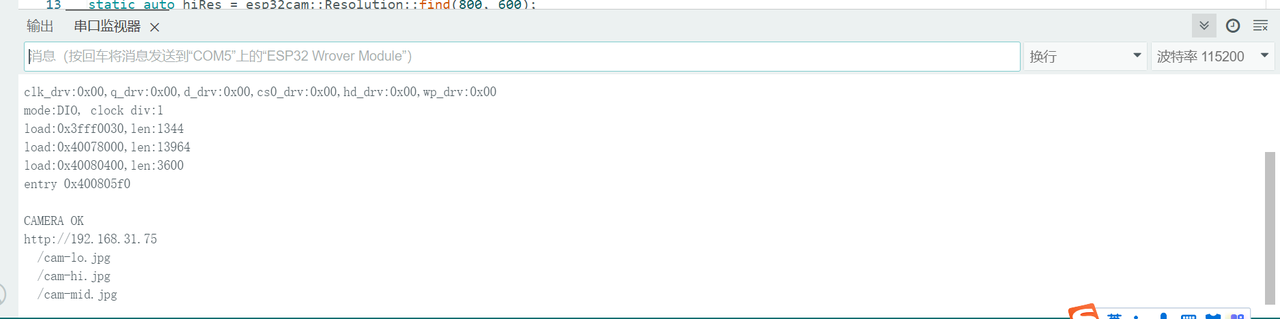 13 static auto hiRes = esp32cam::Resolution::find(800, 600);
输出 串口监视器
消息（按回车将消息发送到“COM5”上的“ESP32 Wrover Module”） 换行 波特率 115200
clk_drv:0x00,q_drv:0x00,d_drv:0x00,cs0_drv:0x00,hd_drv:0x00,wp_drv:0x00
mode:DIO, clock div:1
load:0x3fff0030,len:1344
load:0x40078000,len:13964
load:0x40080400,len:3600
entry 0x400805f0
CAMERA OK
http://192.168.31.75
/cam-lo.jpg
/cam-hi.jpg
/cam-mid.jpg
英